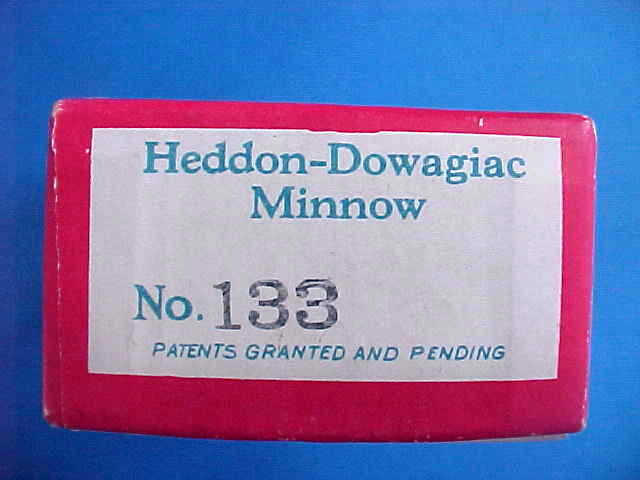 Heddon-Dowagiac
Minnow
No. 133
PATENTS GRANTED AND PENDING